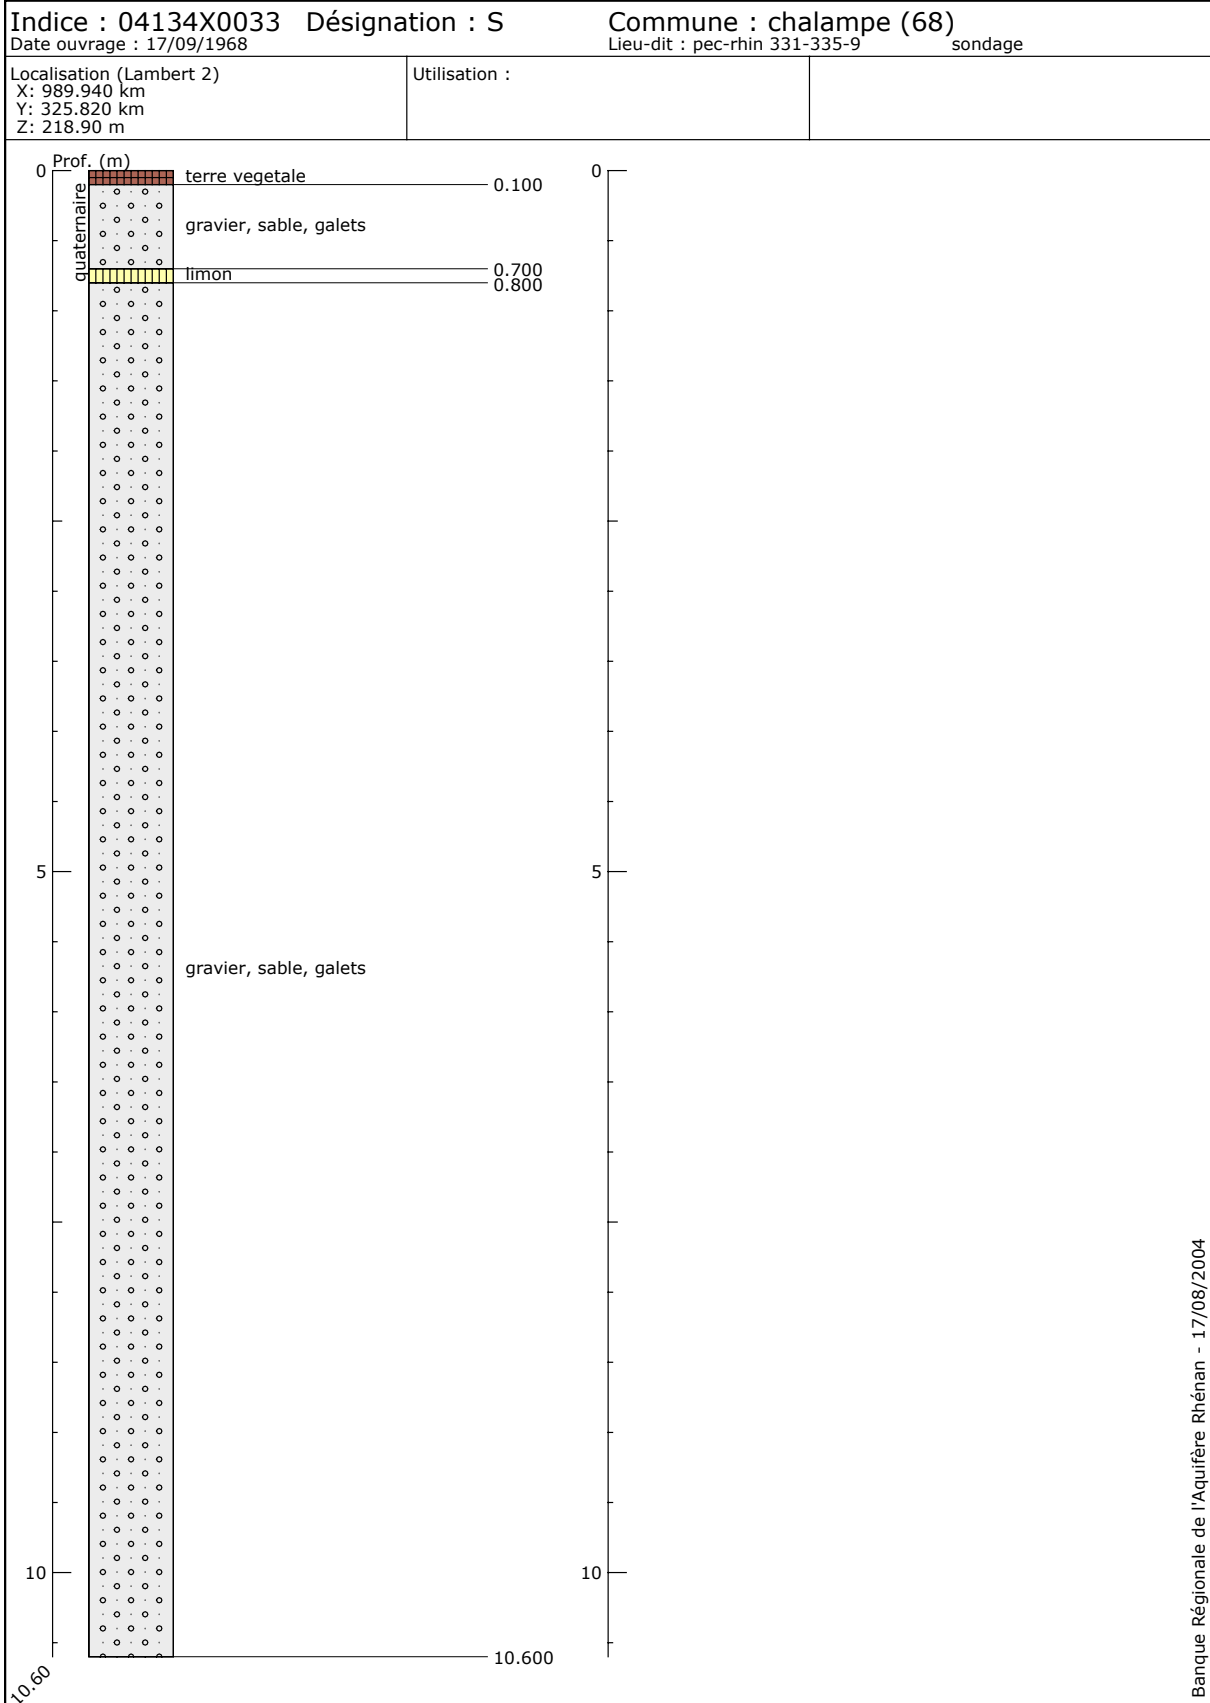 Indice : 04134X0033 Désignation : S Commune : chalampe (68)
Date ouvrage : 17/09/1968 Lieu-dit : pec-rhin 331-335-9 sondage
Localisation (Lambert 2) Utilisation :
X: 989.940 km
Y: 325.820 km
Z: 218.90 m
Prof. (m)
0 terre vegetale 0.100 0
quaternaire
gravier, sable, galets
0.700
limon
0.800
5 5
gravier, sable, galets
10 10
10.600
10.60
Banque Régionale de l'Aquifère Rhénan - 17/08/2004